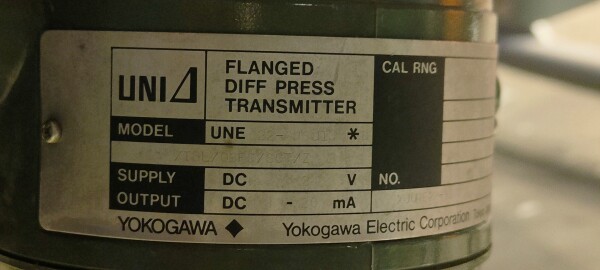 UNIΔ
FLANGED
DIFF PRESS
TRANSMITTER
CAL RNG
MODEL UNE *
SUPPLY DC V
NO.
OUTPUT DC - mA
YOKOGAWA ◆ Yokogawa Electric Corporation